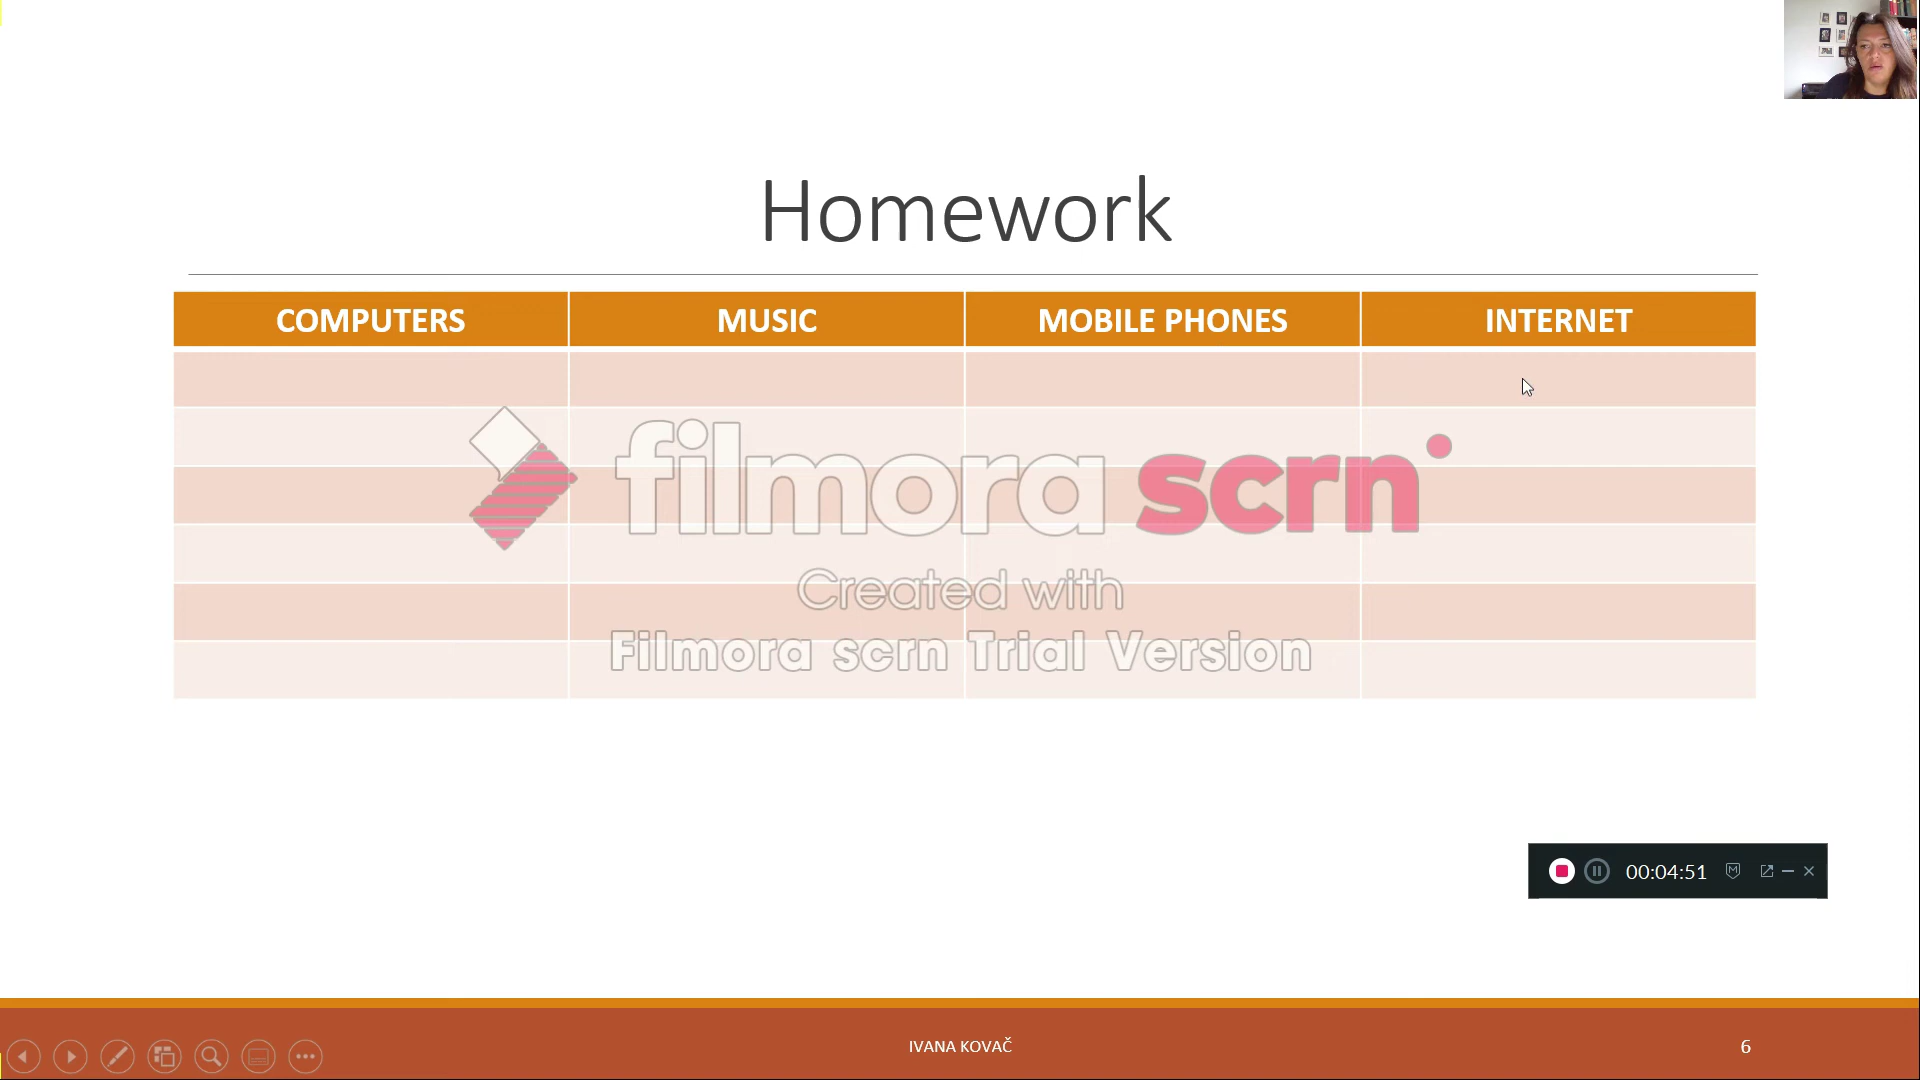 Homework
COMPUTERS MUSIC MOBILE PHONES INTERNET
filmora scrn
Created with
Filmora scrn Trial Version
00:04:51
IVANA KOVAČ
6